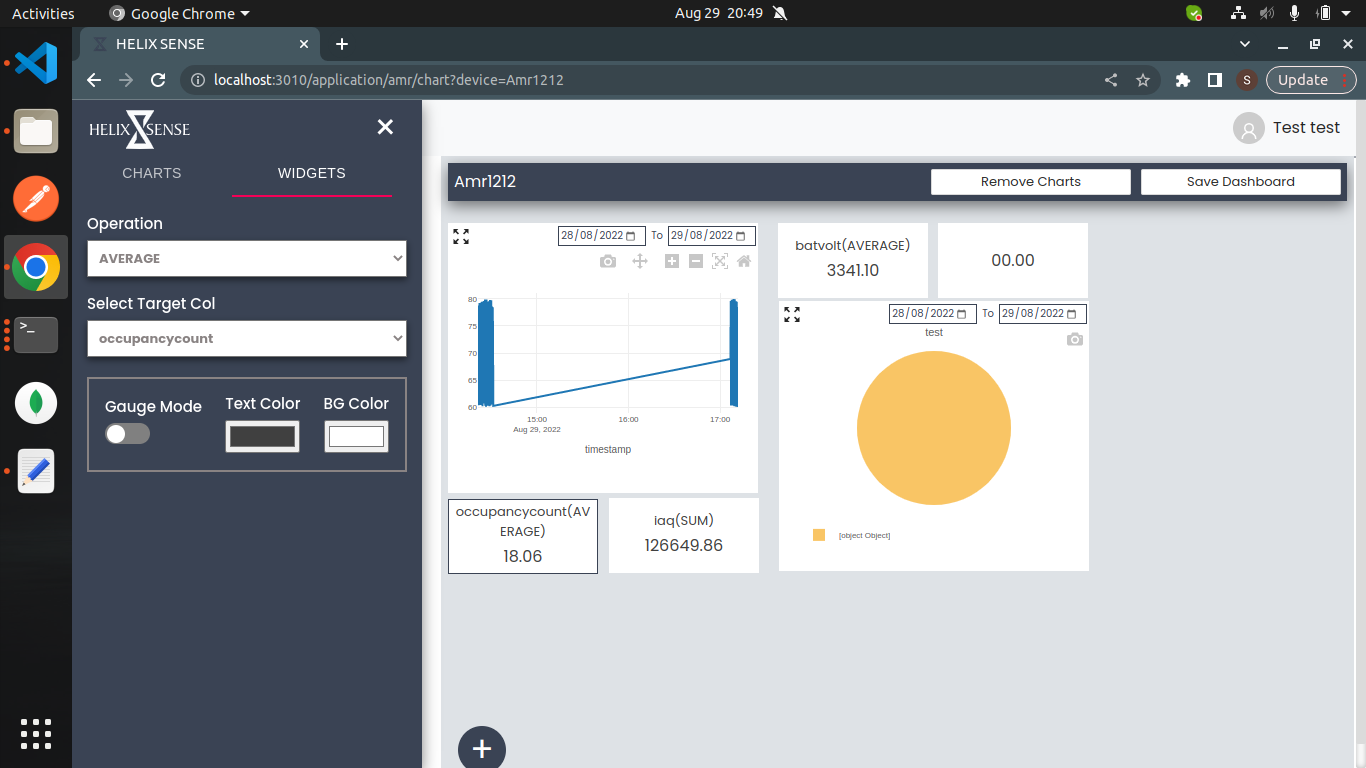 Activities
Google Chrome
Aug 29 20:49
HELIX SENSE
localhost:3010/application/amr/chart?device=Amr1212
S
Update
HELIX SENSE
CHARTS
WIDGETS
Operation
AVERAGE
Select Target Col
occupancycount
Gauge Mode
Text Color
BG Color
Test test
Amr1212
Remove Charts
Save Dashboard
28/08/2022 To 29/08/2022
80
75
70
65
60
15:00
16:00
17:00
Aug 29, 2022
timestamp
batvolt(AVERAGE)
3341.10
00.00
28/08/2022 To 29/08/2022
test
[object Object]
occupancycount(AV
ERAGE)
18.06
iaq(SUM)
126649.86
+
>_